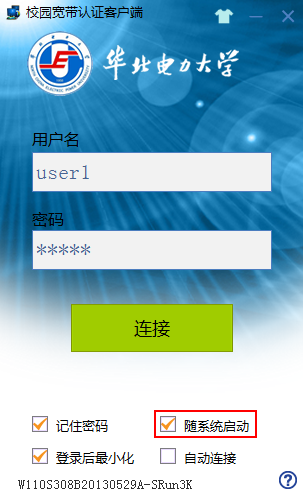 校园宽带认证客户端
华北电力大学
用户名
user1
密码
*****
连接
记住密码
随系统启动
登录后最小化
自动连接
W110S308B20130529A-SRun3K